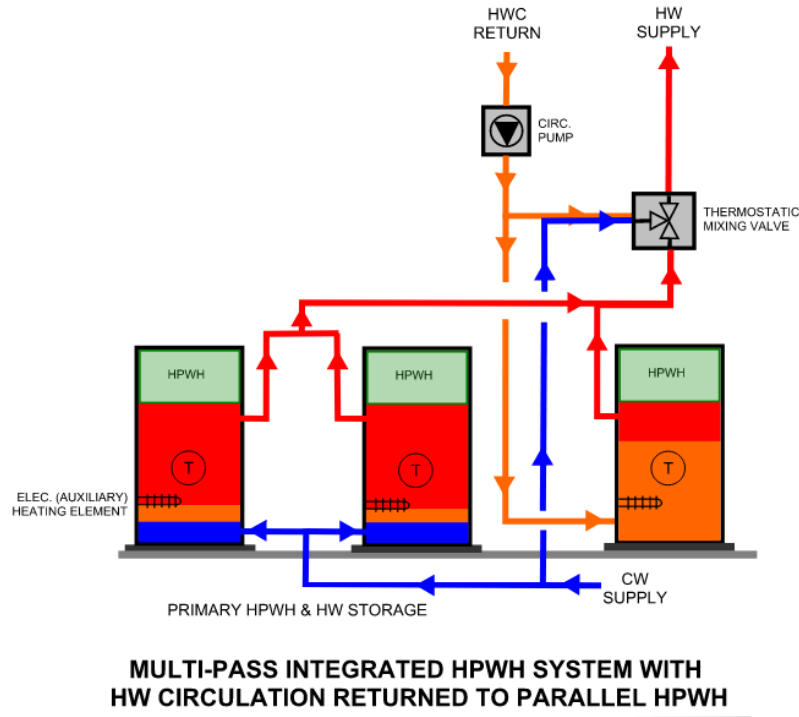 HWC
RETURN
HW
SUPPLY
CIRC.
PUMP
THERMOSTATIC
MIXING VALVE
HPWH
HPWH
HPWH
T
T
T
ELEC. (AUXILIARY)
HEATING ELEMENT
CW
SUPPLY
PRIMARY HPWH & HW STORAGE
MULTI-PASS INTEGRATED HPWH SYSTEM WITH
HW CIRCULATION RETURNED TO PARALLEL HPWH